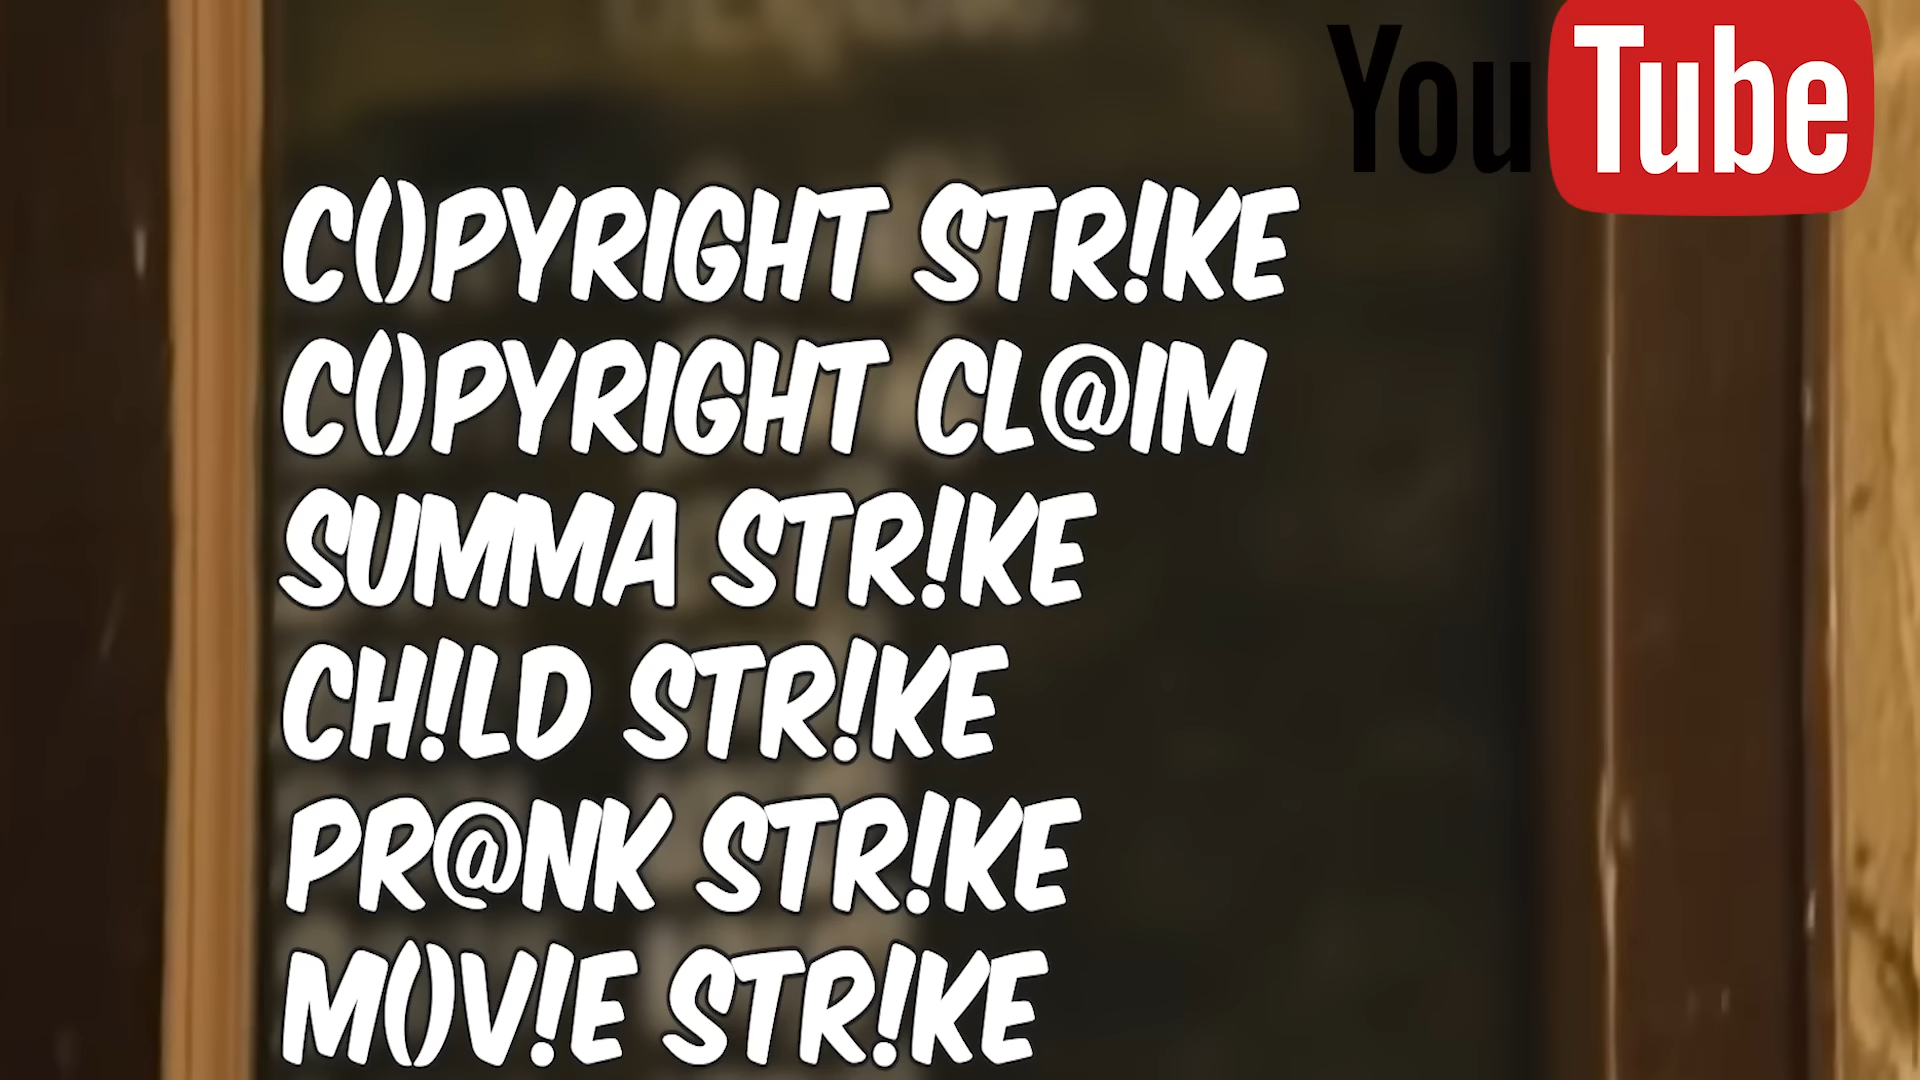 YouTube
C()PYRIGHT STR!KE
C()PYRIGHT CL@IM
SUMMA STR!KE
CH!LD STR!KE
PR@NK STR!KE
M()V!E STR!KE